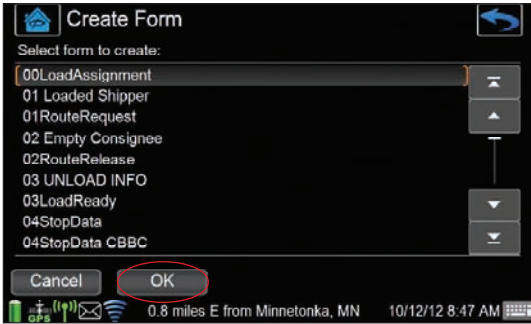 Create Form
Select form to create:
00LoadAssignment
01 Loaded Shipper
01RouteRequest
02 Empty Consignee
02RouteRelease
03 UNLOAD INFO
03LoadReady
04StopData
04StopData CBBC
Cancel OK
GPS 0.8 miles E from Minnetonka, MN 10/12/12 8:47 AM